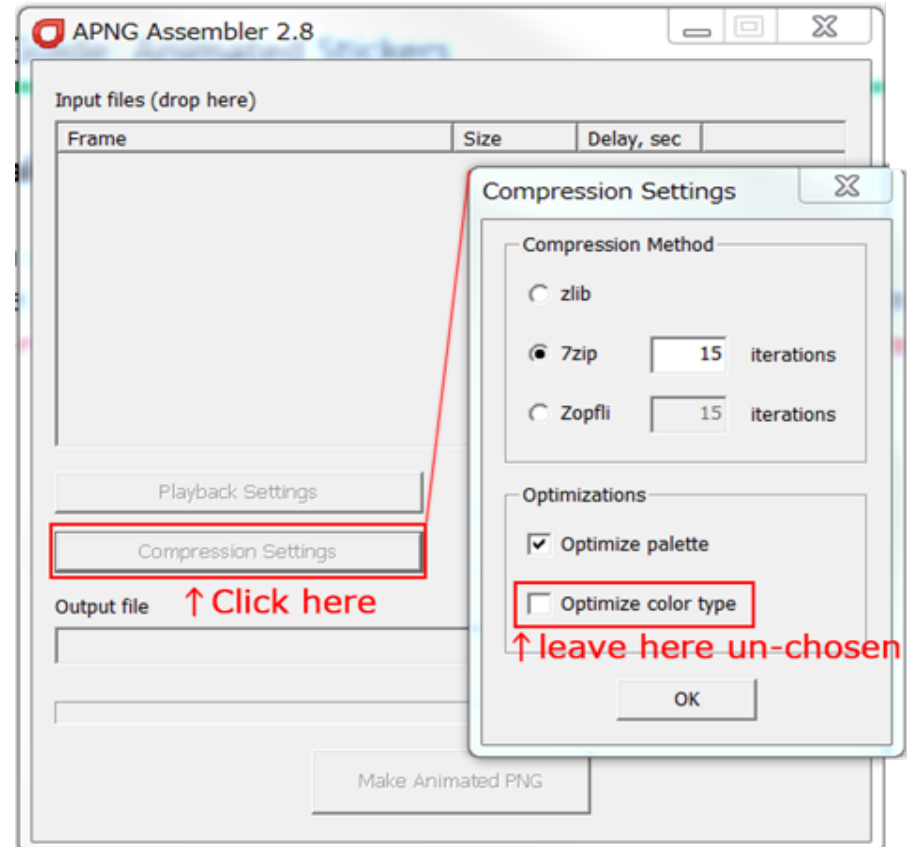 APNG Assembler 2.8
Animated Stickers
Input files (drop here)
Frame Size Delay, sec
Compression Settings
Compression Method
zlib
7zip 15 iterations
Zopfli 15 iterations
Playback Settings
Optimizations
Compression Settings
Optimize palette
↑Click here
Optimize color type
Output file
↑leave here un-chosen
OK
Make Animated PNG